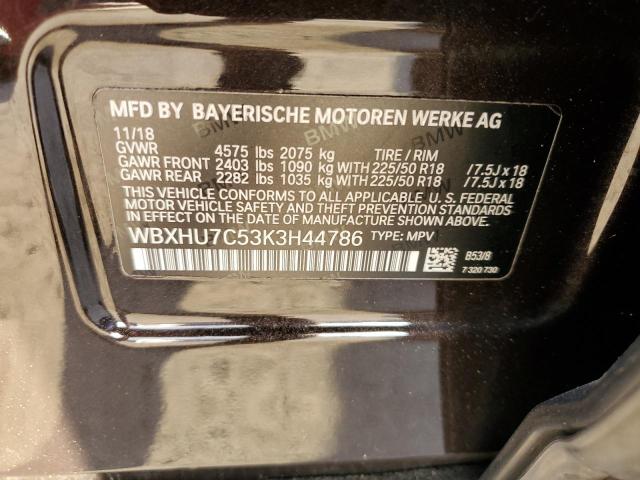 MFD BY BAYERISCHE MOTOREN WERKE AG
11/18
GVWR 4575 lbs 2075 kg TIRE / RIM
GAWR FRONT 2403 lbs 1090 kg WITH 225/50 R18 / 7.5J x 18
GAWR REAR 2282 lbs 1035 kg WITH 225/50 R18 / 7.5J x 18
THIS VEHICLE CONFORMS TO ALL APPLICABLE U. S. FEDERAL
MOTOR VEHICLE SAFETY, BUMPER, AND THEFT PREVENTION
STANDARDS IN EFFECT ON THE DATE OF MANUFACTURE SHOWN ABOVE.
WBXHU7C53K3H44786 TYPE: MPV
B53/8
7 320 730